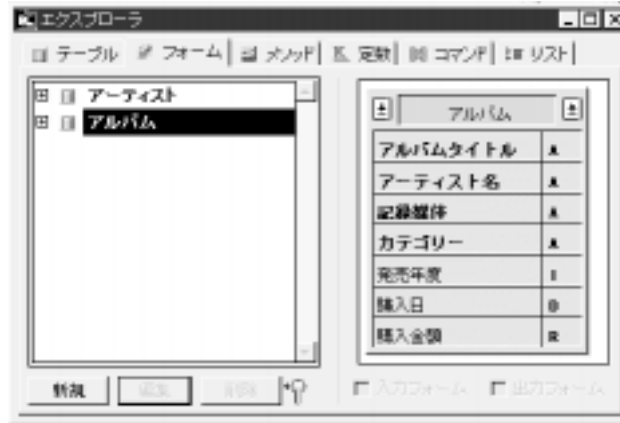 エクスプローラ
テーブル フォーム メソッド 定数 コマンド リスト
アーティスト
アルバム
アルバム
アルバムタイトル A
アーティスト名 A
記録媒体 A
カテゴリー A
発売年度 I
購入日 D
購入金額 R
新規 編集 削除
入力フォーム 出力フォーム